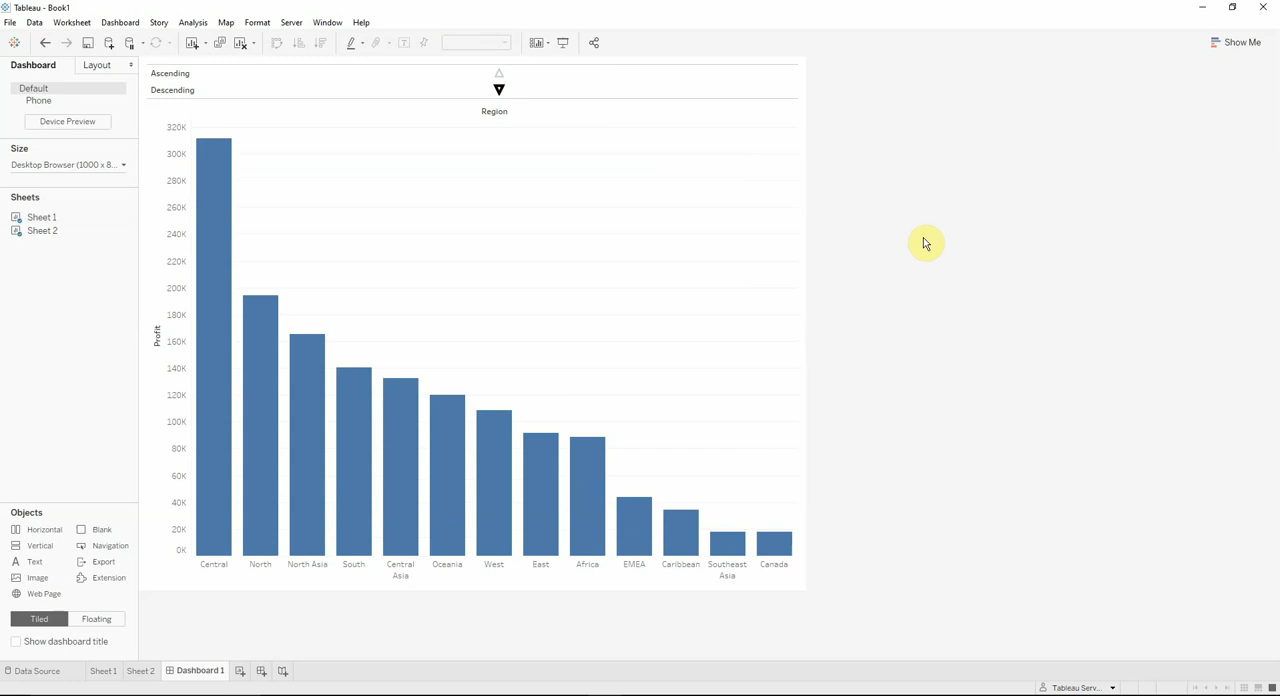 Tableau - Book1
File Data Worksheet Dashboard Story Analysis Map Format Server Window Help
Show Me
Dashboard Layout
Default
Phone
Device Preview
Size
Desktop Browser (1000 x 8...
Sheets
Sheet 1
Sheet 2
Objects
Horizontal Blank
Vertical Navigation
Text Export
Image Extension
Web Page
Tiled Floating
Show dashboard title
Ascending
Descending
Region
Profit
320K
300K
280K
260K
240K
220K
200K
180K
160K
140K
120K
100K
80K
60K
40K
20K
0K
Central North North Asia South Central Asia Oceania West East Africa EMEA Caribbean Southeast Asia Canada
Data Source Sheet 1 Sheet 2 Dashboard 1
Tableau Serv...